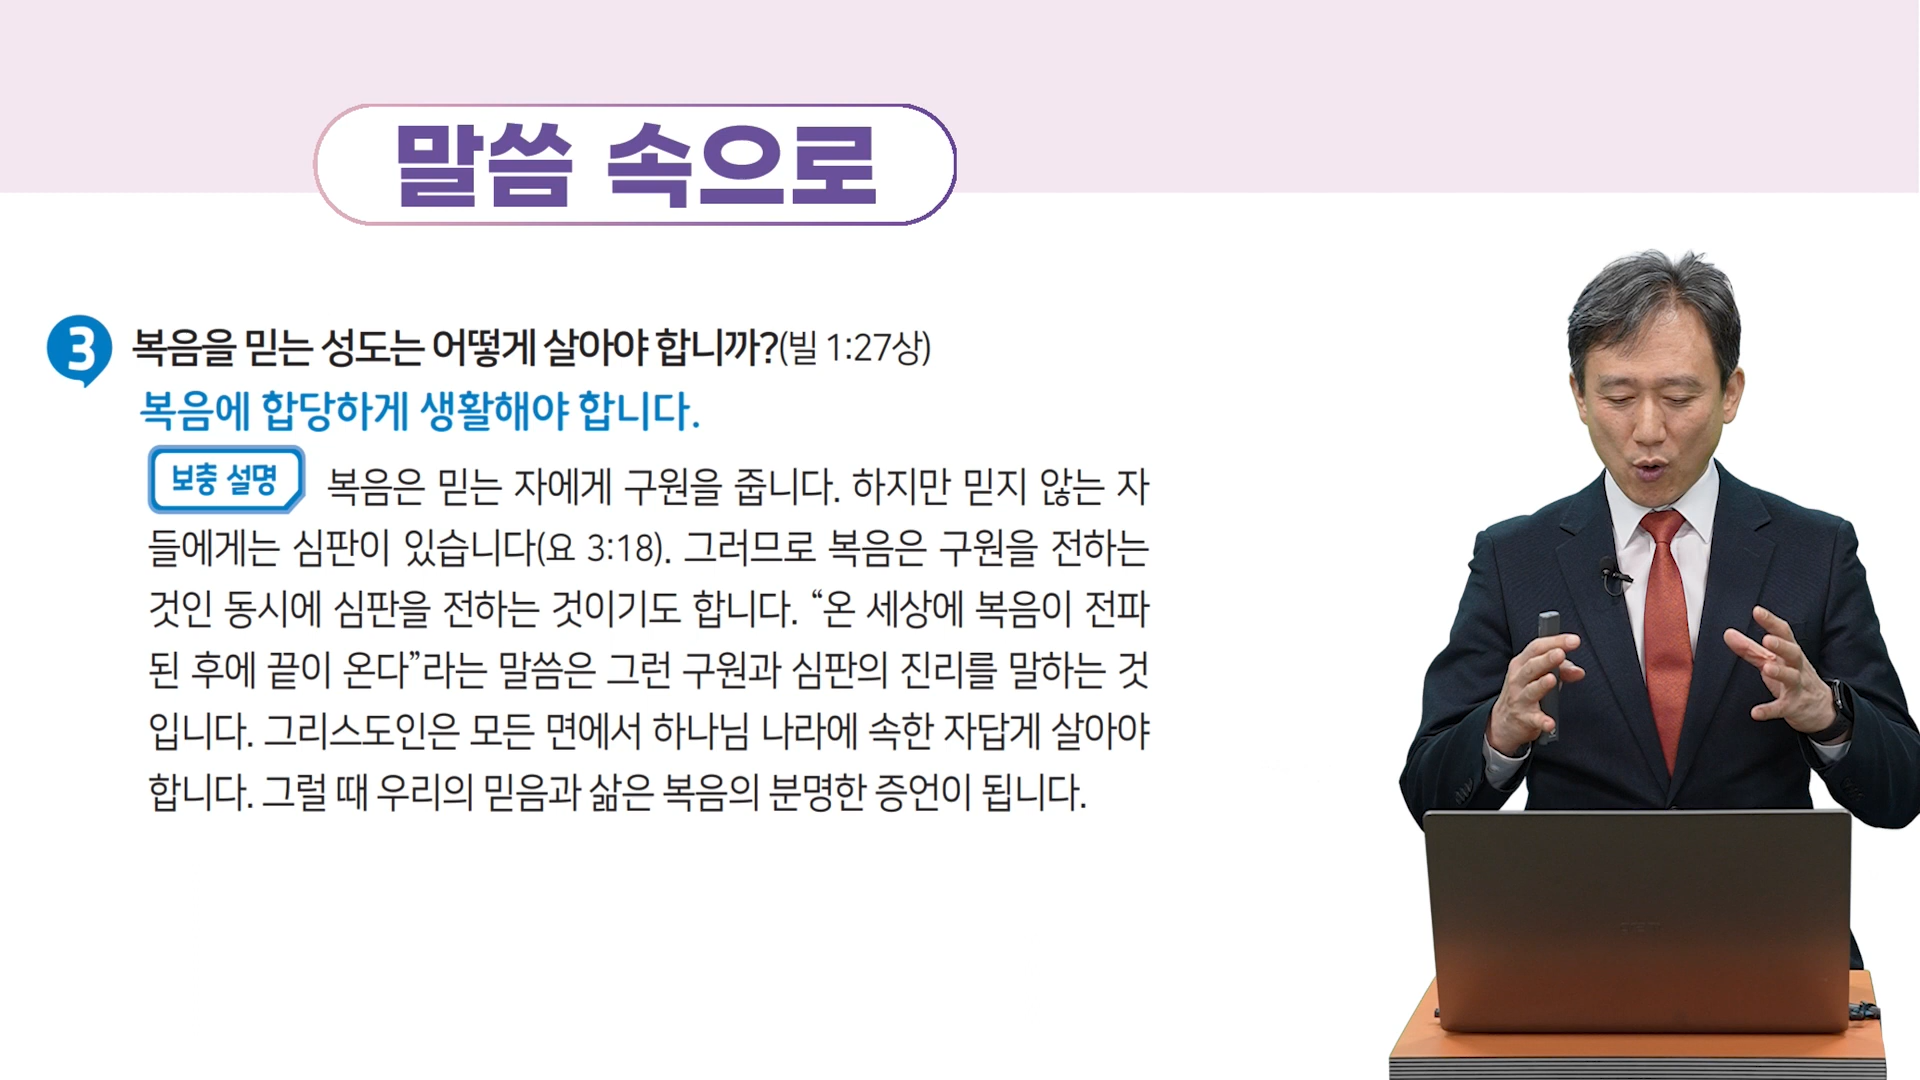 말씀 속으로
3 복음을 믿는 성도는 어떻게 살아야 합니까?(빌 1:27상)
복음에 합당하게 생활해야 합니다.
보충 설명 복음은 믿는 자에게 구원을 줍니다. 하지만 믿지 않는 자
들에게는 심판이 있습니다(요 3:18). 그러므로 복음은 구원을 전하는
것인 동시에 심판을 전하는 것이기도 합니다. “온 세상에 복음이 전파
된 후에 끝이 온다”라는 말씀은 그런 구원과 심판의 진리를 말하는 것
입니다. 그리스도인은 모든 면에서 하나님 나라에 속한 자답게 살아야
합니다. 그럴 때 우리의 믿음과 삶은 복음의 분명한 증언이 됩니다.